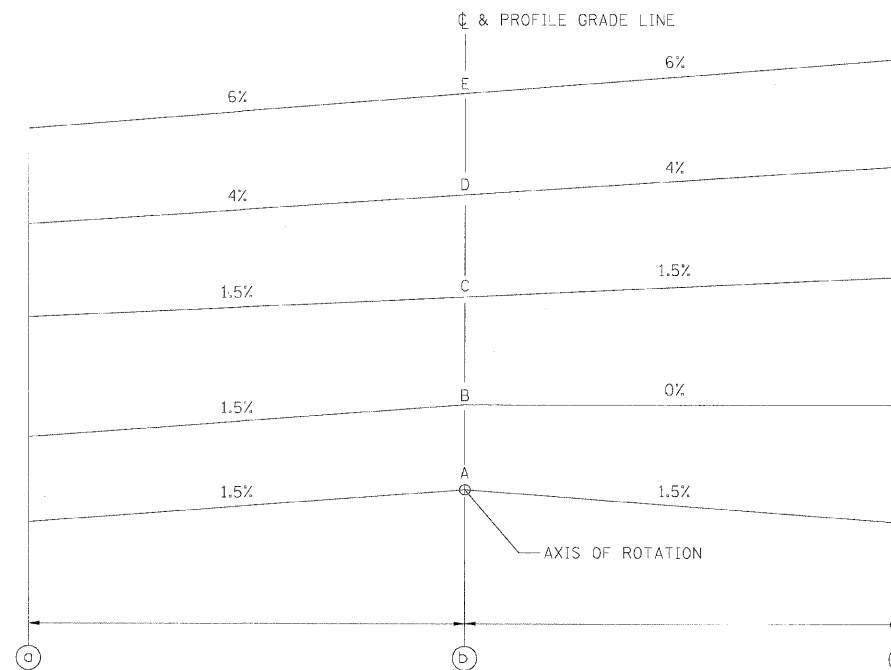 ℄ & PROFILE GRADE LINE
6%
E
6%
4%
D
4%
1.5%
C
1.5%
1.5%
B
0%
1.5%
A
1.5%
AXIS OF ROTATION
a
b